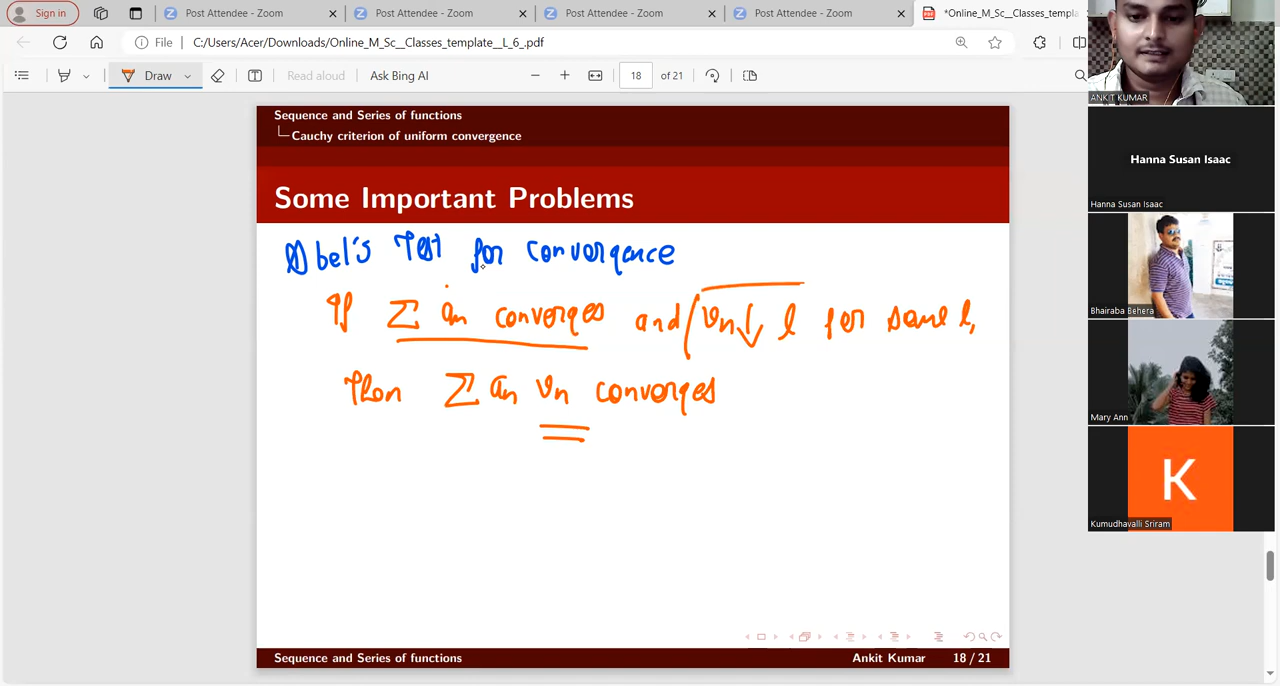 Sign in
Post Attendee - Zoom
Post Attendee - Zoom
Post Attendee - Zoom
Post Attendee - Zoom
*Online_M_Sc__Classes_templa
File
C:/Users/Acer/Downloads/Online_M_Sc__Classes_template__L_6_.pdf
Draw
Read aloud
Ask Bing AI
18 of 21
Sequence and Series of functions
Cauchy criterion of uniform convergence
Some Important Problems
Abel's Test for convergence
If Σ an converges and (vn ↓ l for some l,
Then Σ an vn converges
Sequence and Series of functions
Ankit Kumar
18 / 21
ANKIT KUMAR
Hanna Susan Isaac
Hanna Susan Isaac
Bhairaba Behera
Mary Ann
K
Kumudhavalli Sriram